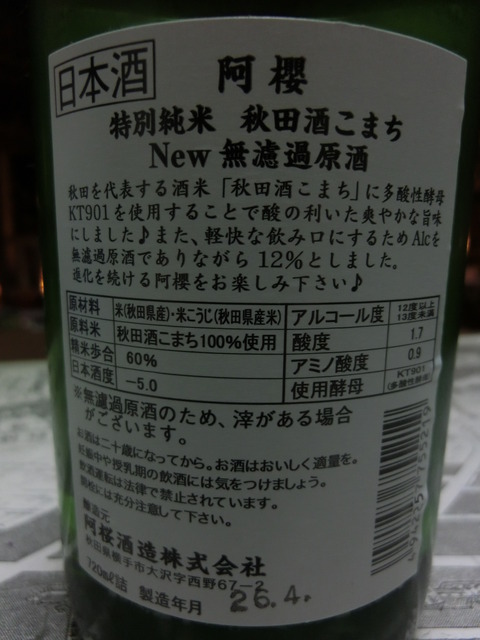 日本酒
阿櫻
特別純米 秋田酒こまち
New無濾過原酒
秋田を代表する酒米「秋田酒こまち」に多酸性酵母
KT901を使用することで酸の利いた爽やかな旨味
にしました♪また、軽快な飲み口にするためAlcを
無濾過原酒でありながら12%としました。
進化を続ける阿櫻をお楽しみ下さい♪
原材料 米(秋田県産)・米こうじ(秋田県産米)
原料米 秋田酒こまち100%使用
精米歩合 60%
日本酒度 −5.0
アルコール度 12度以上13度未満
酸度 1.7
アミノ酸度 0.9
使用酵母 KT901(多酸性酵母)
※無濾過原酒のため、滓がある場合
がございます。
お酒は二十歳になってから。お酒はおいしく適量を。
妊娠中や授乳期の飲酒には気をつけましょう。
飲酒運転は法律で禁止されています。
開栓には充分注意して下さい。
醸造元
阿櫻酒造株式会社
秋田県横手市大沢字西野67-2
720ml詰 製造年月 26.4.